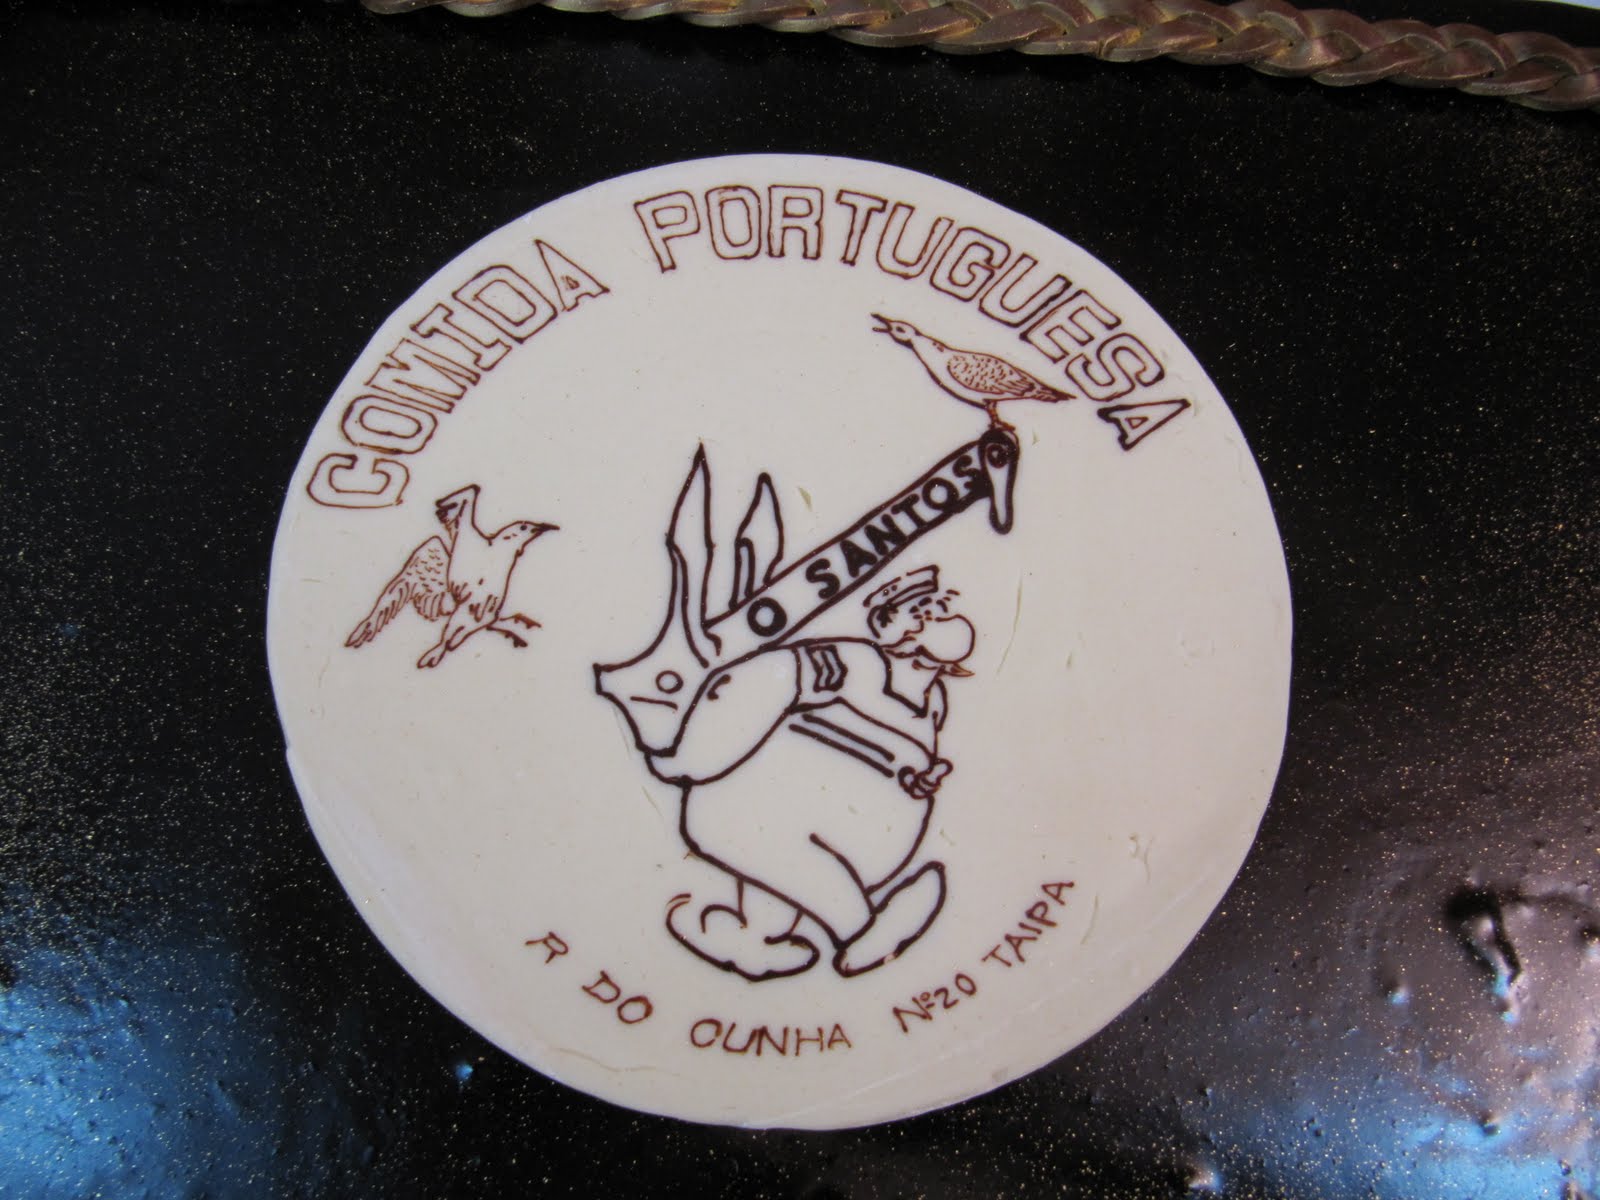 COMIDA PORTUGUESA
O SANTOS
R DO CUNHA Nº20 TAIPA